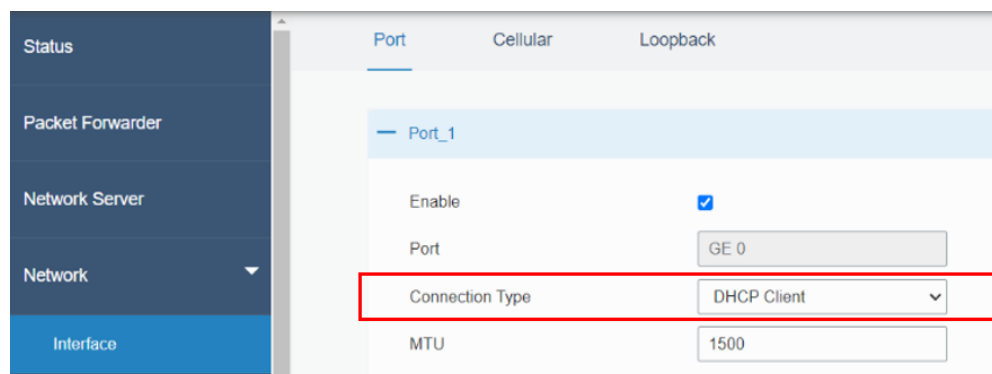 Status
Packet Forwarder
Network Server
Network
Interface
Port Cellular Loopback
Port_1
Enable
Port GE 0
Connection Type DHCP Client
MTU 1500